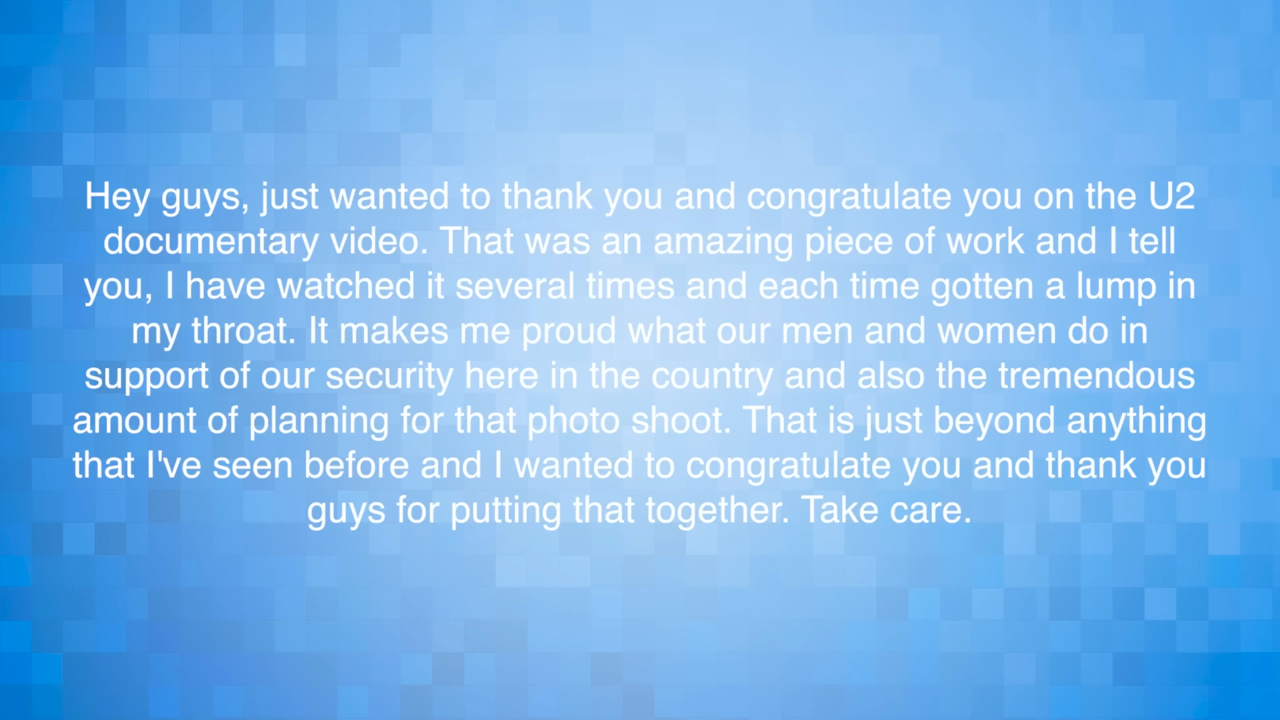 Hey guys, just wanted to thank you and congratulate you on the U2
documentary video. That was an amazing piece of work and I tell
you, I have watched it several times and each time gotten a lump in
my throat. It makes me proud what our men and women do in
support of our security here in the country and also the tremendous
amount of planning for that photo shoot. That is just beyond anything
that I've seen before and I wanted to congratulate you and thank you
guys for putting that together. Take care.